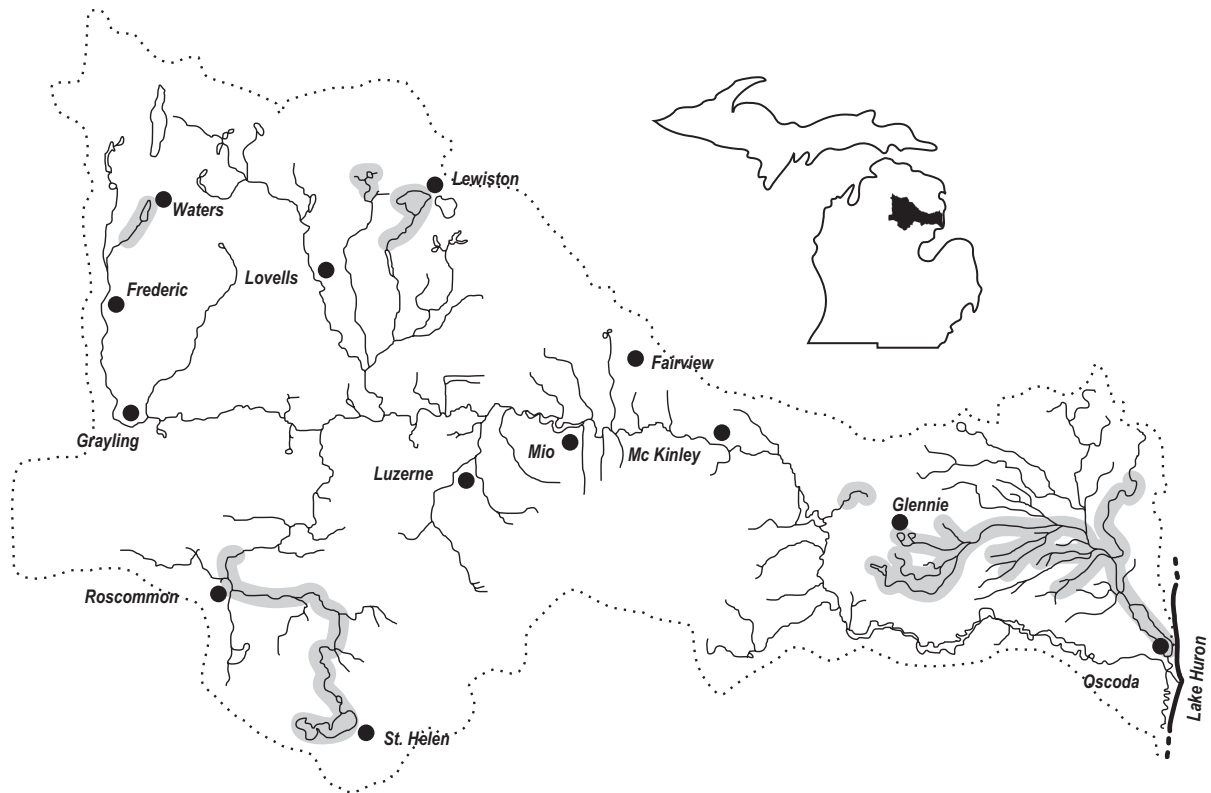 Lewiston
Waters
Lovells
Frederic
Fairview
Grayling
Mio
Mc Kinley
Luzerne
Glennie
Roscommon
Oscoda
Lake Huron
St. Helen